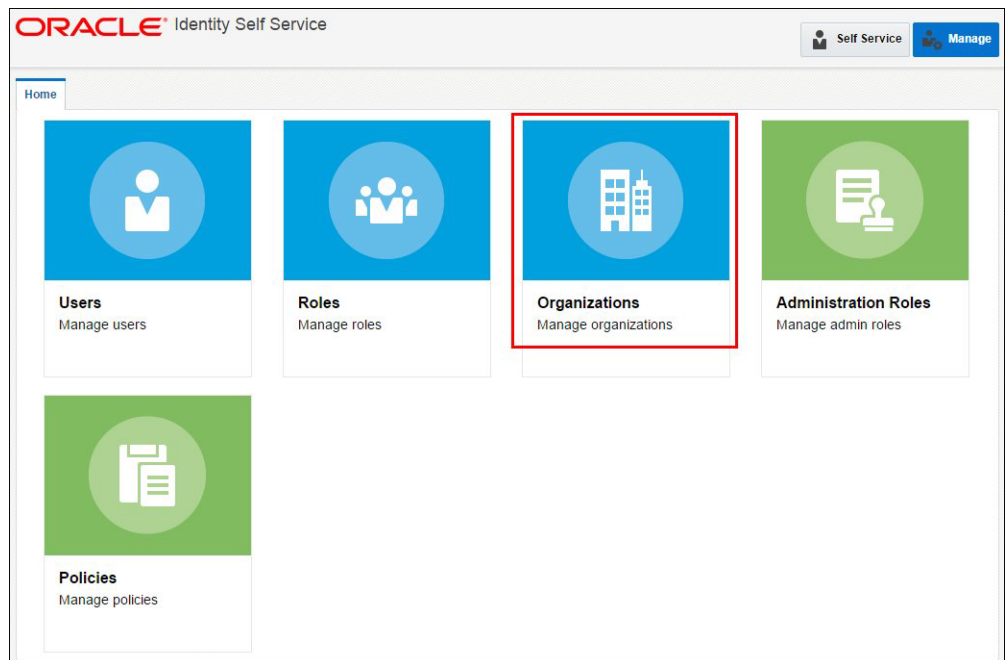 ORACLE® Identity Self Service
Self Service
Manage
Home
Users
Manage users
Roles
Manage roles
Organizations
Manage organizations
Administration Roles
Manage admin roles
Policies
Manage policies